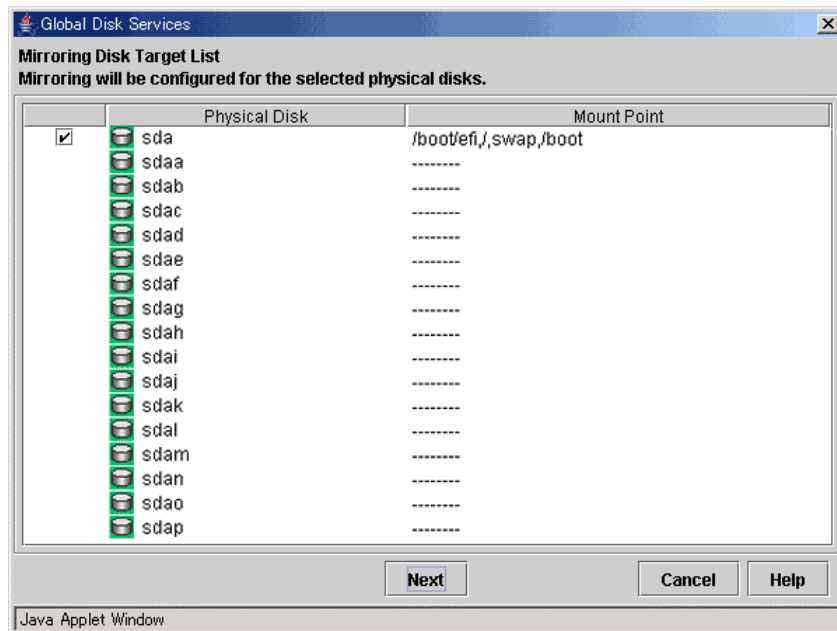 Global Disk Services
Mirroring Disk Target List
Mirroring will be configured for the selected physical disks.
Physical Disk Mount Point
sda /boot/efi,/,swap,/boot
sdaa --------
sdab --------
sdac --------
sdad --------
sdae --------
sdaf --------
sdag --------
sdah --------
sdai --------
sdaj --------
sdak --------
sdal --------
sdam --------
sdan --------
sdao --------
sdap --------
Next Cancel Help
Java Applet Window